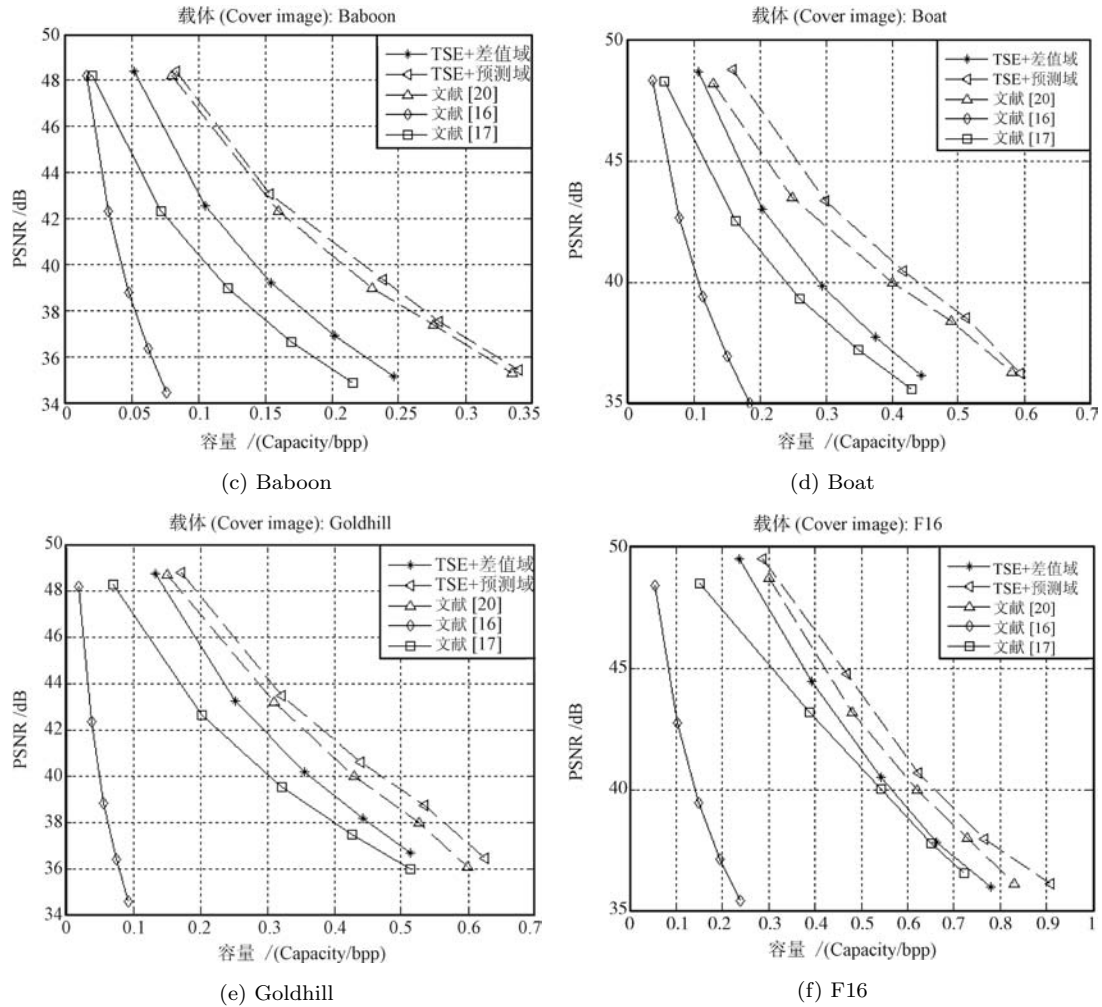 载体 (Cover image): Baboon
50
48
46
44
42
40
38
36
34
PSNR /dB
TSE+差值域
TSE+预测域
文献 [20]
文献 [16]
文献 [17]
0 0.05 0.1 0.15 0.2 0.25 0.3 0.35
容量 /(Capacity/bpp)
(c) Baboon
载体 (Cover image): Boat
50
45
40
35
PSNR /dB
TSE+差值域
TSE+预测域
文献 [20]
文献 [16]
文献 [17]
0 0.1 0.2 0.3 0.4 0.5 0.6 0.7
容量 /(Capacity/bpp)
(d) Boat
载体 (Cover image): Goldhill
50
48
46
44
42
40
38
36
34
PSNR /dB
TSE+差值域
TSE+预测域
文献 [20]
文献 [16]
文献 [17]
0 0.1 0.2 0.3 0.4 0.5 0.6 0.7
容量 /(Capacity/bpp)
(e) Goldhill
载体 (Cover image): F16
50
45
40
35
PSNR /dB
TSE+差值域
TSE+预测域
文献 [20]
文献 [16]
文献 [17]
0 0.1 0.2 0.3 0.4 0.5 0.6 0.7 0.8 0.9 1
容量 /(Capacity/bpp)
(f) F16